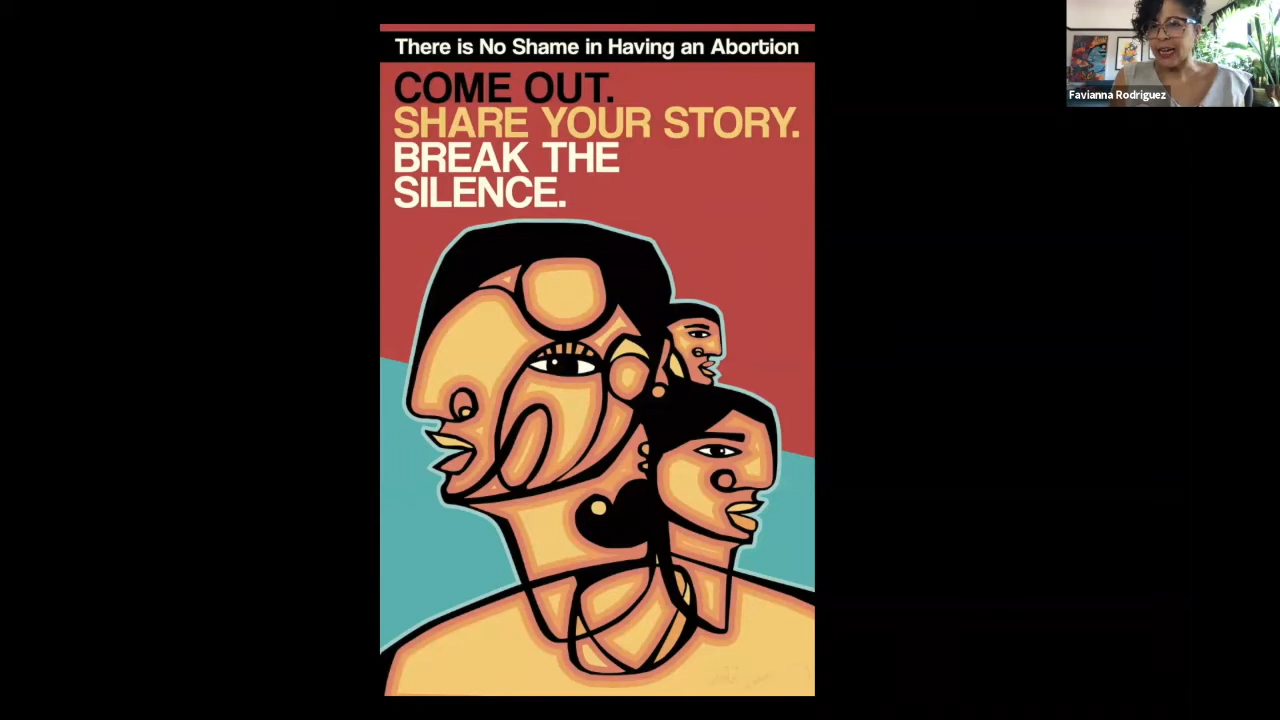 There is No Shame in Having an Abortion
COME OUT.
SHARE YOUR STORY.
BREAK THE
SILENCE.
Favianna Rodriguez